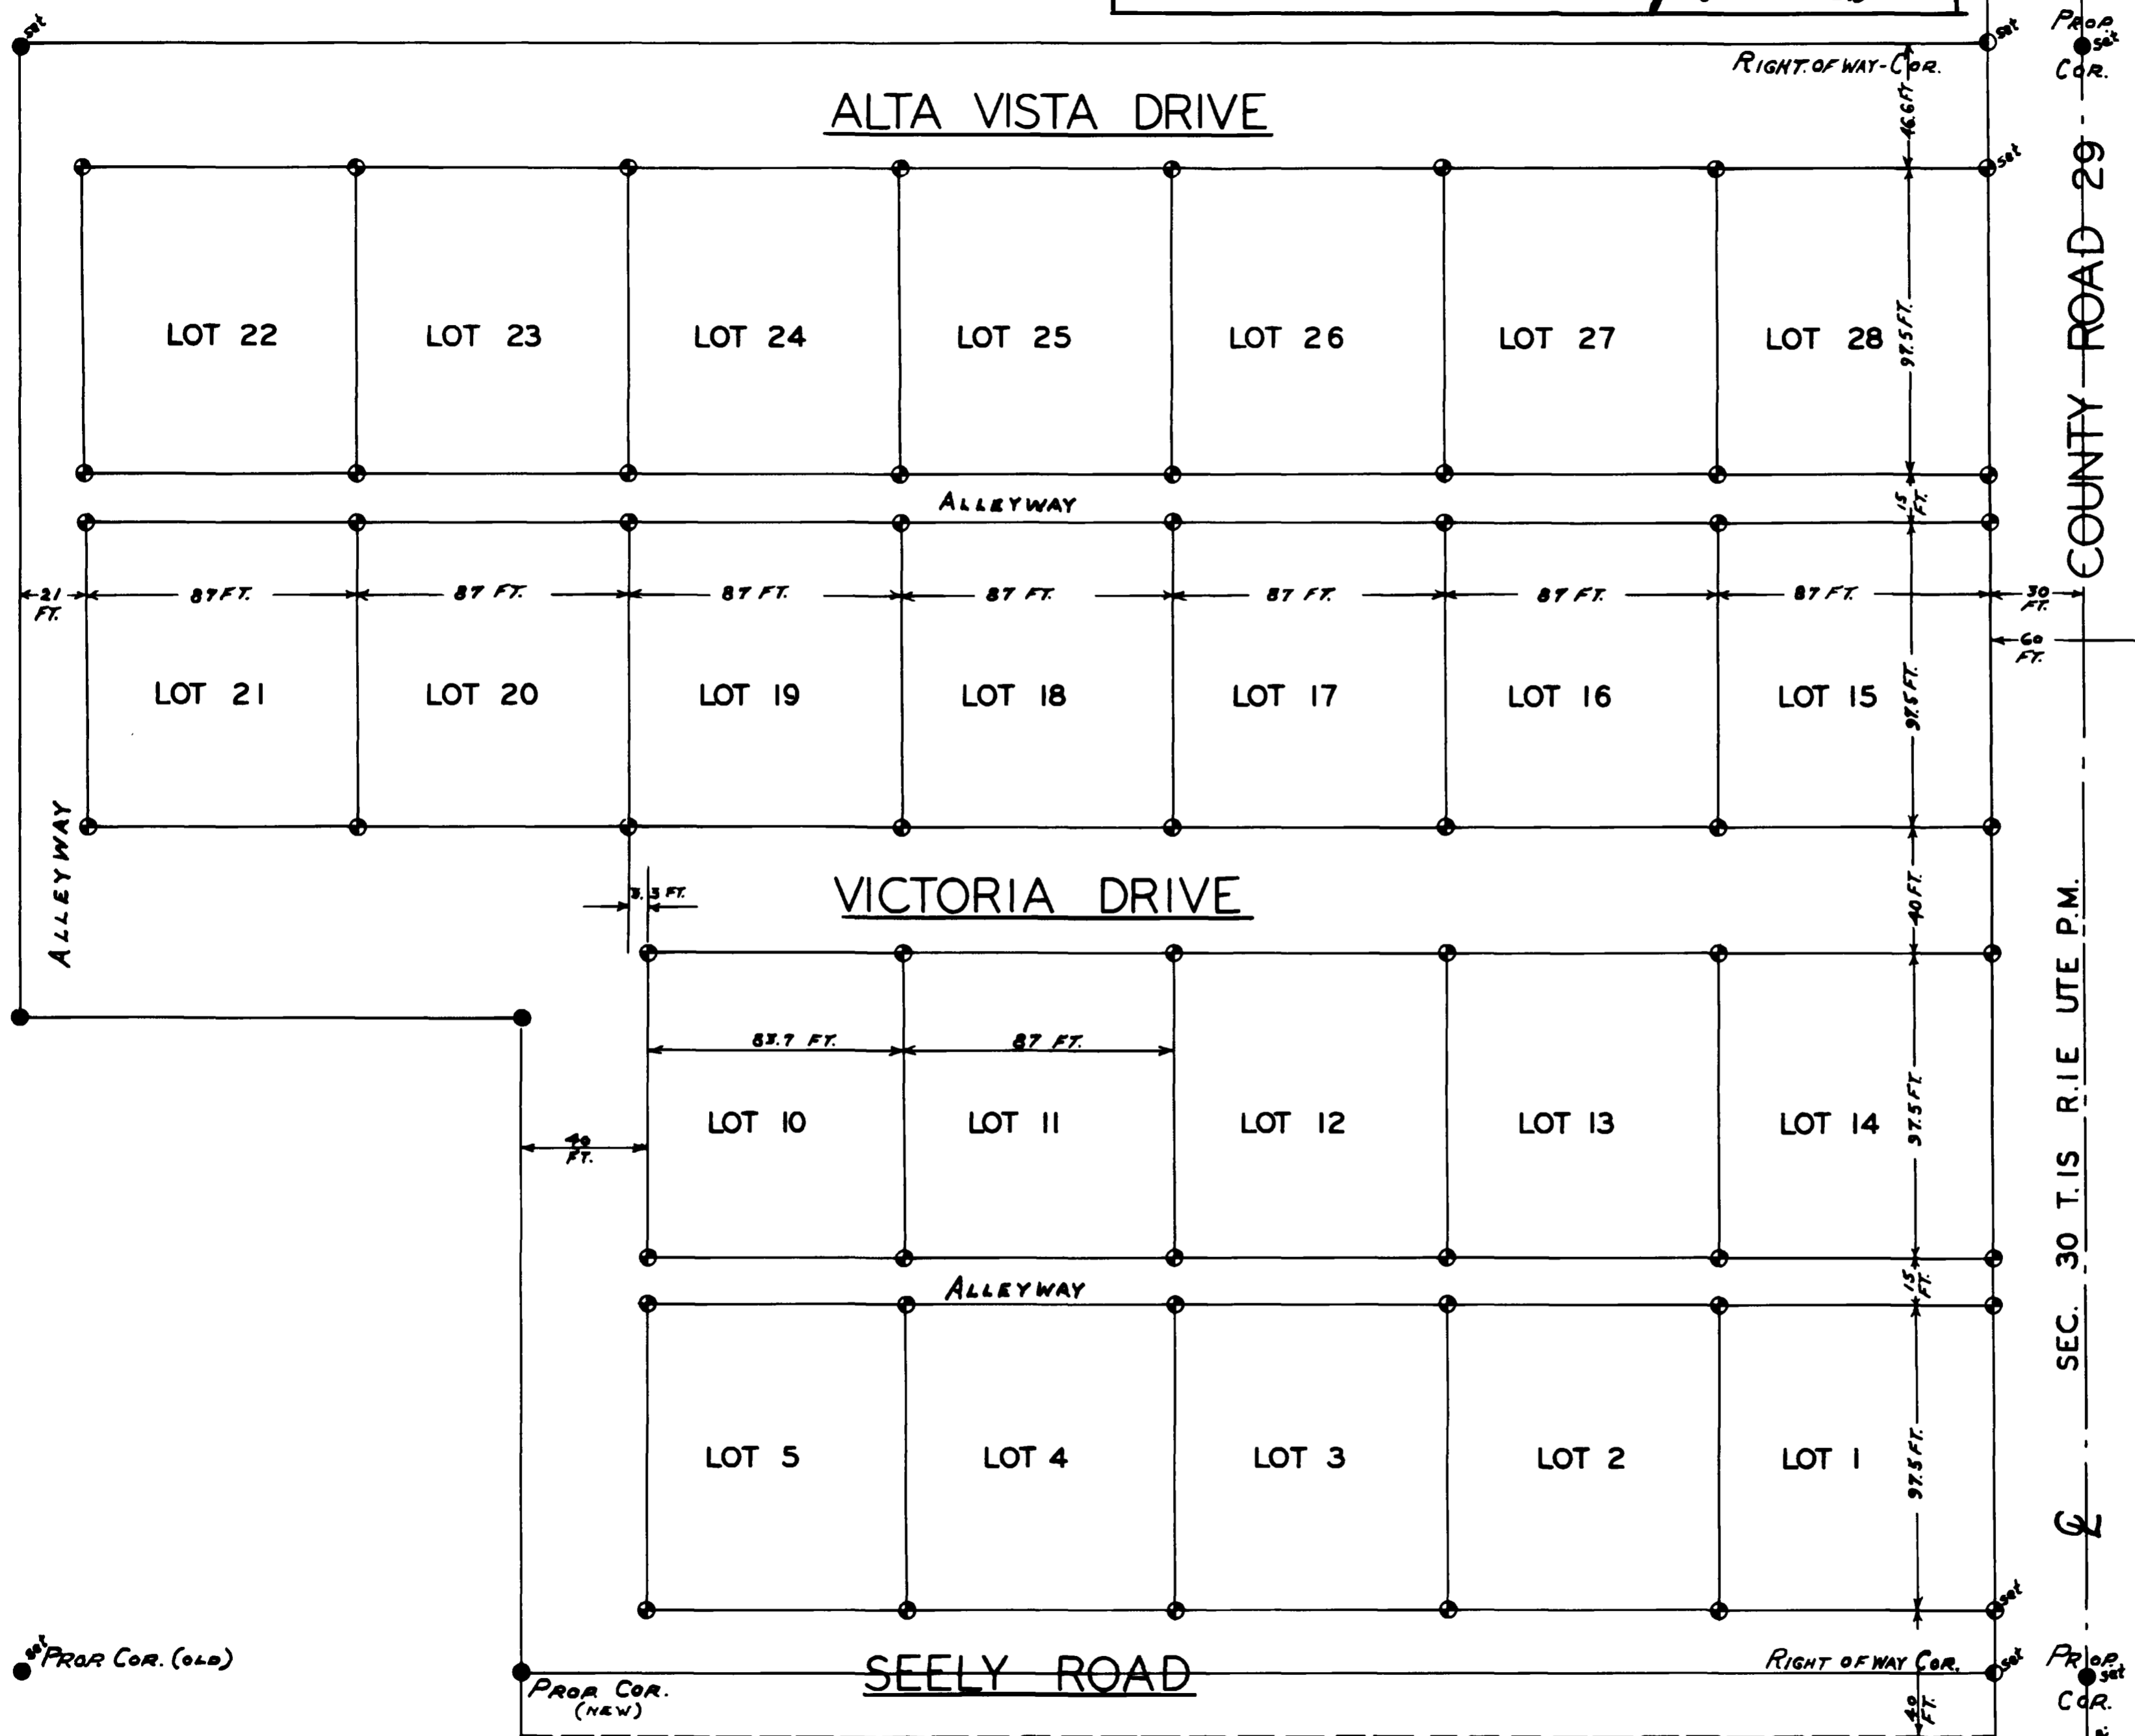 set
set
PROP.
set
COR.
RIGHT.OF WAY-COR.
46.6 FT
ALTA VISTA DRIVE
set
COUNTY ROAD 29
LOT 22
LOT 23
LOT 24
LOT 25
LOT 26
LOT 27
LOT 28
97.5 FT.
ALLEYWAY
15
FT.
21
FT.
87 FT.
87 FT.
87 FT.
87 FT.
87 FT.
87 FT.
87 FT.
30
FT.
60
FT.
LOT 21
LOT 20
LOT 19
LOT 18
LOT 17
LOT 16
LOT 15
97.5 FT.
ALLEYWAY
3.3 FT.
VICTORIA DRIVE
40 FT.
SEC. 30 T.1S R.1E UTE P.M.
83.7 FT.
87 FT.
LOT 10
LOT 11
LOT 12
LOT 13
LOT 14
97.5 FT.
40
FT.
ALLEYWAY
15
FT.
LOT 5
LOT 4
LOT 3
LOT 2
LOT 1
97.5 FT.
℄
set
set
PROP. COR. (OLD)
SEELY ROAD
RIGHT OF WAY COR.
set
PROP.
set
COR.
PROP. COR.
(NEW)
40
FT.